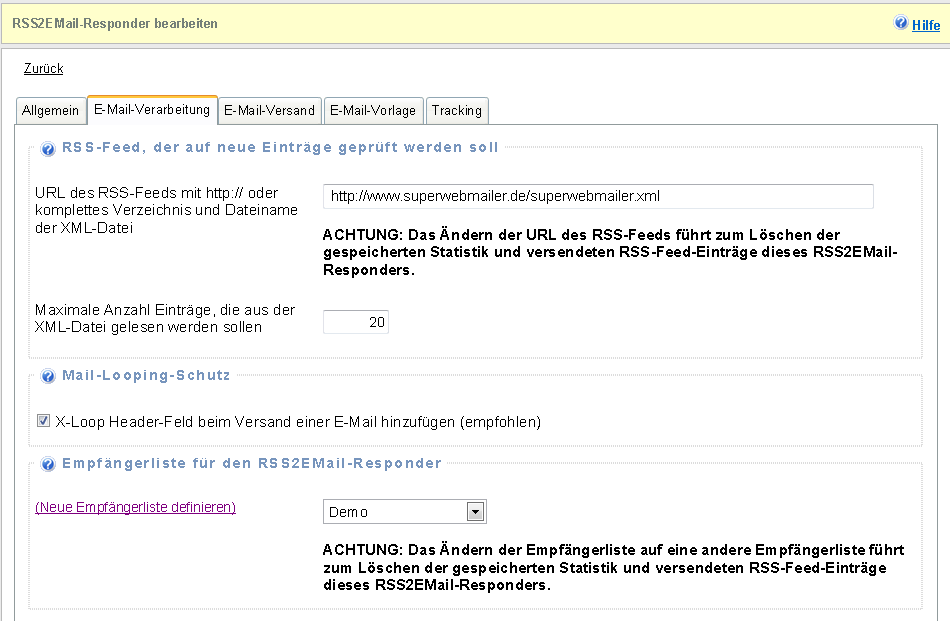 RSS2EMail-Responder bearbeiten
Hilfe
Zurück
Allgemein
E-Mail-Verarbeitung
E-Mail-Versand
E-Mail-Vorlage
Tracking
RSS-Feed, der auf neue Einträge geprüft werden soll
URL des RSS-Feeds mit http:// oder
komplettes Verzeichnis und Dateiname
der XML-Datei
http://www.superwebmailer.de/superwebmailer.xml
ACHTUNG: Das Ändern der URL des RSS-Feeds führt zum Löschen der
gespeicherten Statistik und versendeten RSS-Feed-Einträge dieses RSS2EMail-
Responders.
Maximale Anzahl Einträge, die aus der
XML-Datei gelesen werden sollen
20
Mail-Looping-Schutz
X-Loop Header-Feld beim Versand einer E-Mail hinzufügen (empfohlen)
Empfängerliste für den RSS2EMail-Responder
(Neue Empfängerliste definieren)
Demo
ACHTUNG: Das Ändern der Empfängerliste auf eine andere Empfängerliste führt
zum Löschen der gespeicherten Statistik und versendeten RSS-Feed-Einträge
dieses RSS2EMail-Responders.